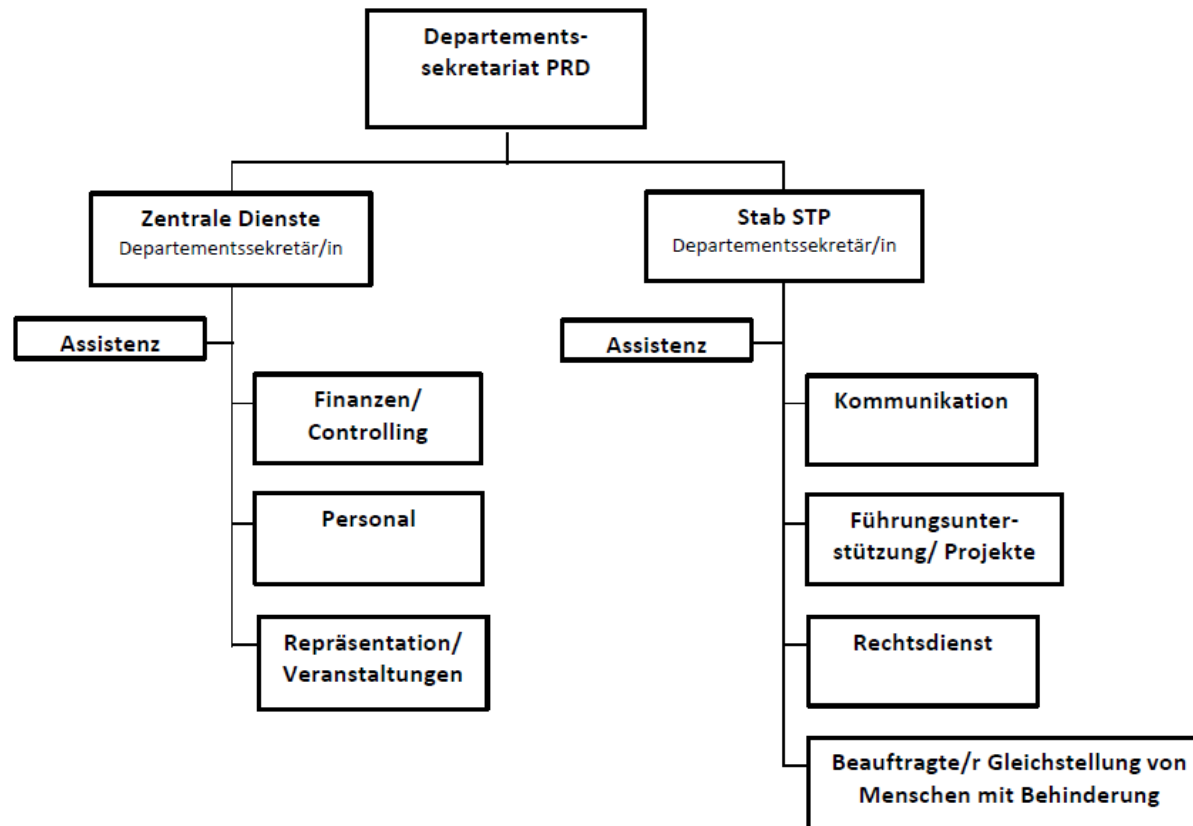 Departements-
sekretariat PRD
Zentrale Dienste
Departementssekretär/in
Stab STP
Departementssekretär/in
Assistenz
Assistenz
Finanzen/
Controlling
Kommunikation
Personal
Führungsunter-
stützung/ Projekte
Repräsentation/
Veranstaltungen
Rechtsdienst
Beauftragte/r Gleichstellung von
Menschen mit Behinderung